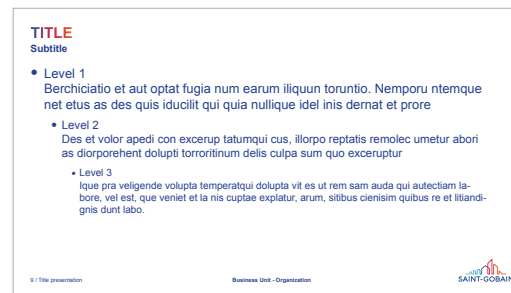 TITLE
Subtitle
• Level 1
Berchiciatio et aut optat fugia num earum iliquun toruntio. Nemporu ntemque
net etus as des quis iducilit qui quia nullique idel inis dernat et prore
• Level 2
Des et volor apedi con excerup tatumqui cus, illorpo reptatis remolec umetur abori
as diorporehent dolupti torroritinum delis culpa sum quo exceruptur
• Level 3
Ique pra veligende volupta temperatqui dolupta vit es ut rem sam auda qui autectiam la-
bore, vel est, que veniet et la nis cuptae explatur, arum, sitibus cienisim quibus re et litiandi-
gnis dunt labo.
9 / Title presentation
Business Unit - Organization
SAINT-GOBAIN